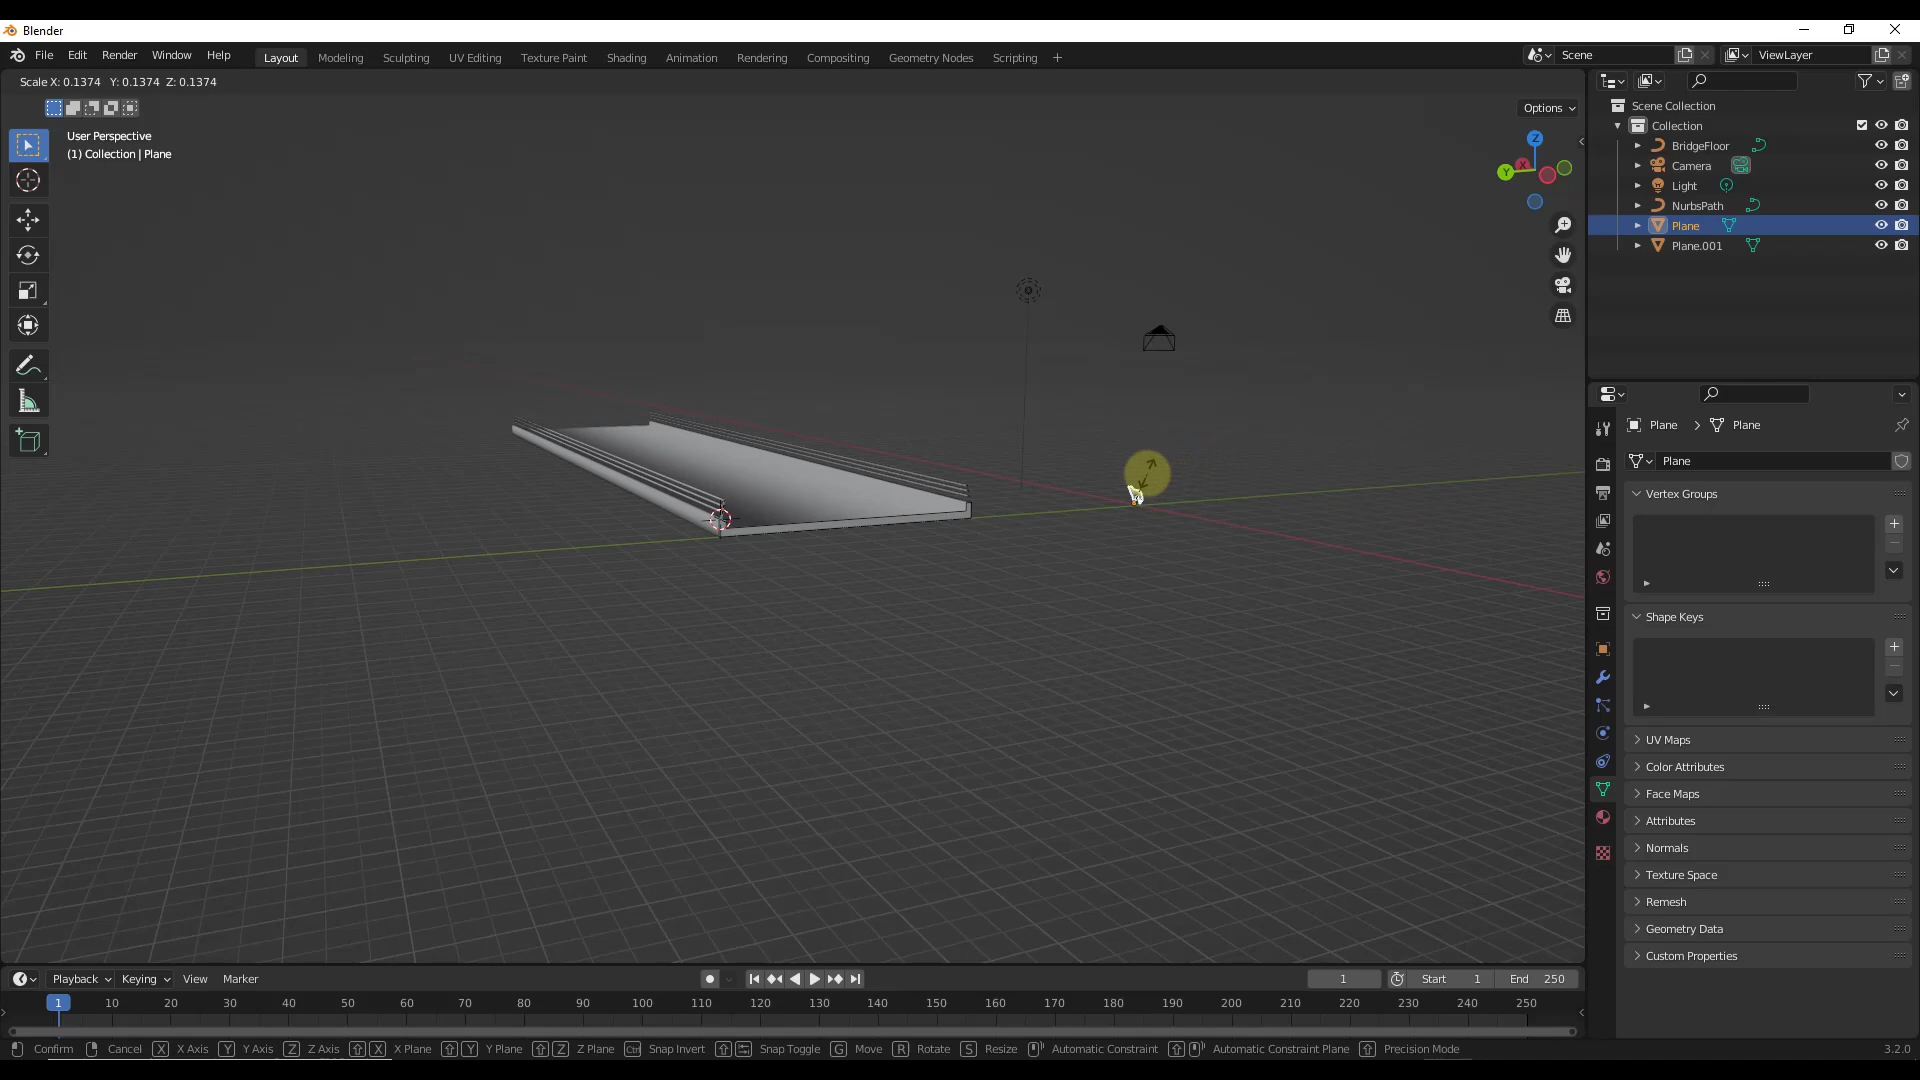 Blender
File Edit Render Window Help Layout Modeling Sculpting UV Editing Texture Paint Shading Animation Rendering Compositing Geometry Nodes Scripting + Scene ViewLayer
Scale X: 0.1374 Y: 0.1374 Z: 0.1374
Options
User Perspective
(1) Collection | Plane
Z
X
Y
Scene Collection
Collection
BridgeFloor
Camera
Light
NurbsPath
Plane
Plane.001
Plane > Plane
Plane
Vertex Groups
Shape Keys
UV Maps
Color Attributes
Face Maps
Attributes
Normals
Texture Space
Remesh
Geometry Data
Custom Properties
Playback Keying View Marker 1 Start 1 End 250
1 10 20 30 40 50 60 70 80 90 100 110 120 130 140 150 160 170 180 190 200 210 220 230 240 250
Confirm Cancel X X Axis Y Y Axis Z Z Axis X X Plane Y Y Plane Z Z Plane Ctrl Snap Invert Snap Toggle G Move R Rotate S Resize Automatic Constraint Automatic Constraint Plane Precision Mode 3.2.0